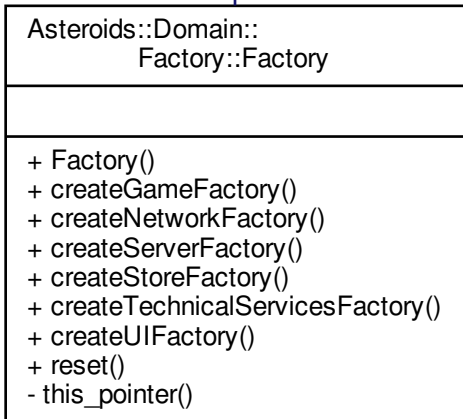 Asteroids::Domain::
Factory::Factory
+ Factory()
+ createGameFactory()
+ createNetworkFactory()
+ createServerFactory()
+ createStoreFactory()
+ createTechnicalServicesFactory()
+ createUIFactory()
+ reset()
- this_pointer()